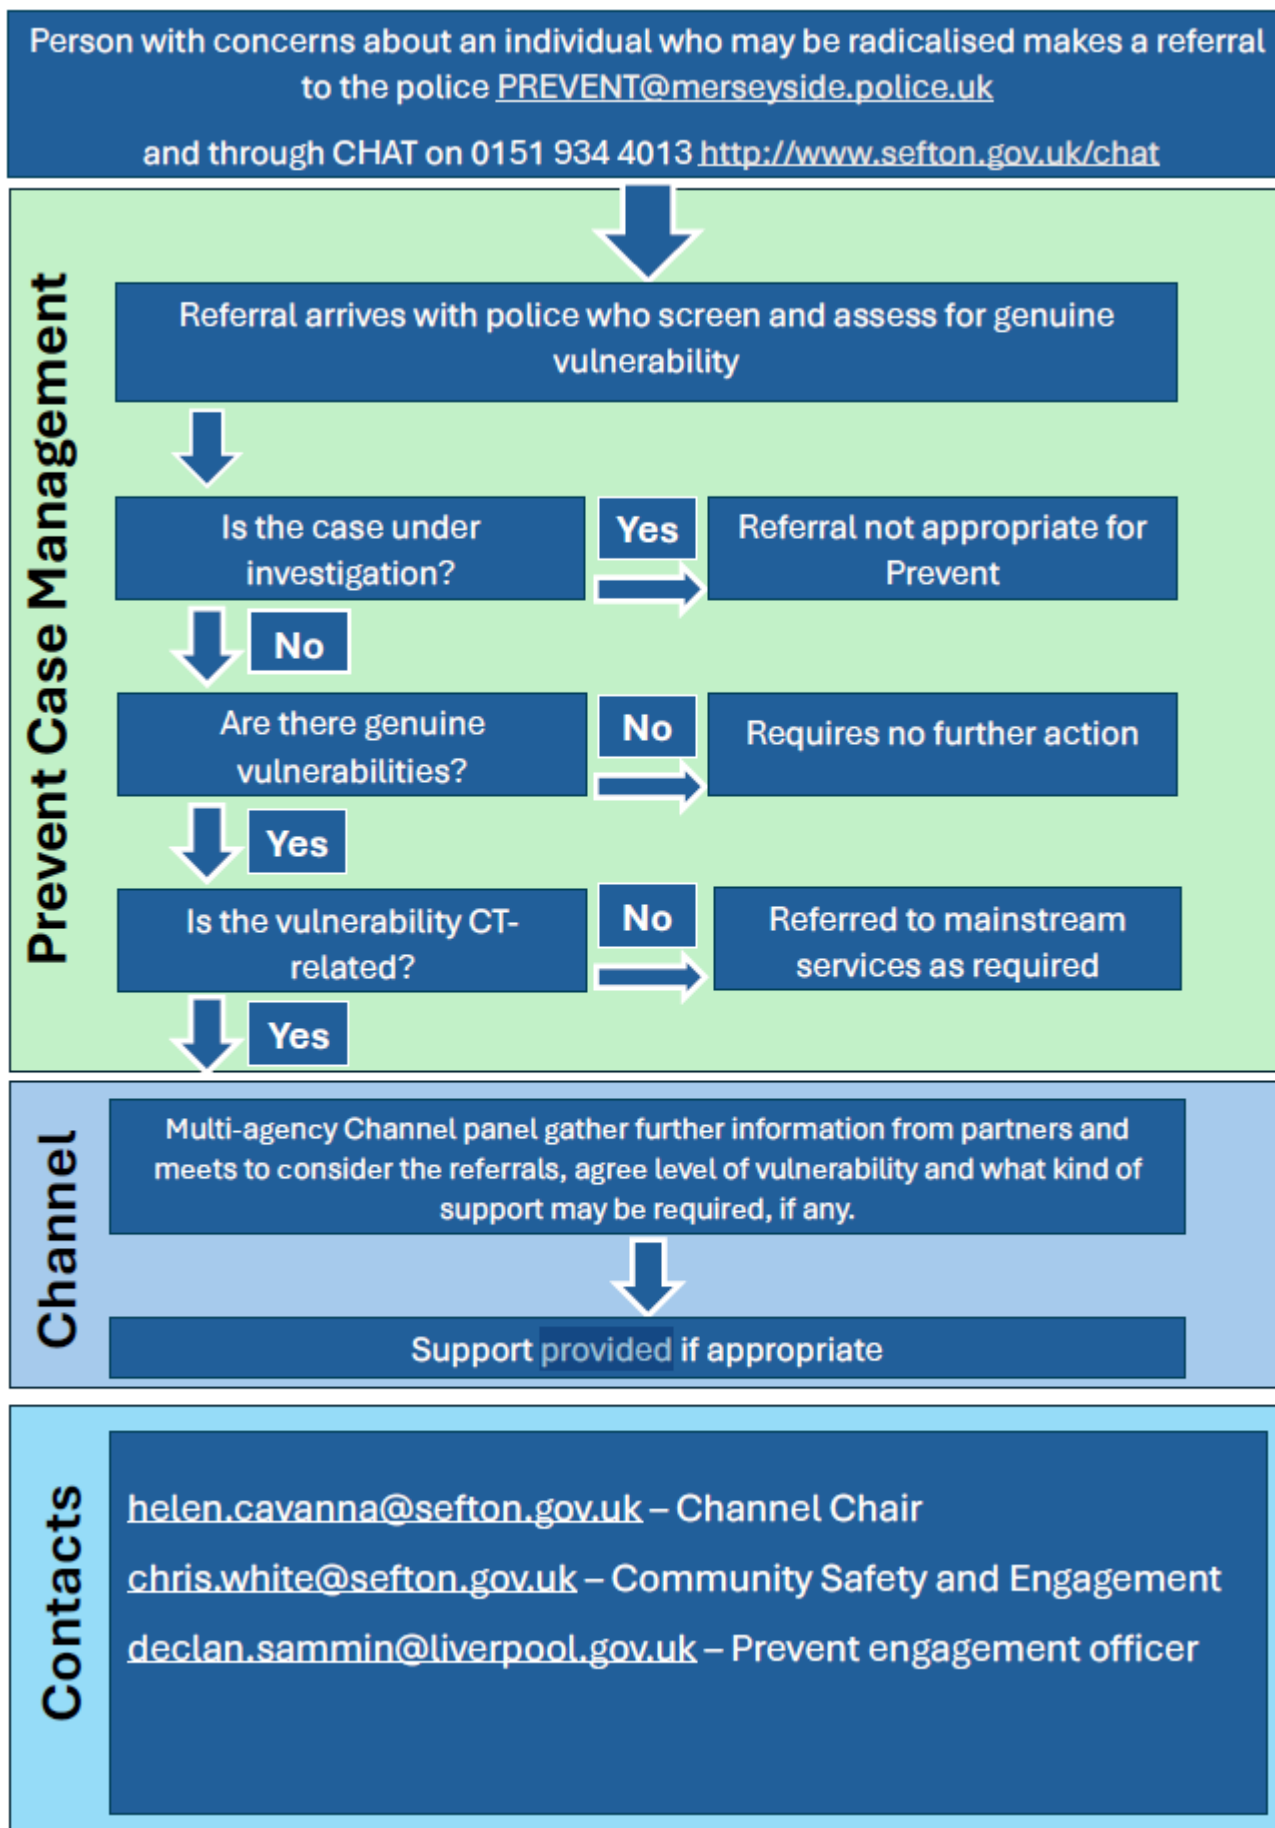 Person with concerns about an individual who may be radicalised makes a referral
to the police PREVENT@merseyside.police.uk
and through CHAT on 0151 934 4013 http://www.sefton.gov.uk/chat
Prevent Case Management
Referral arrives with police who screen and assess for genuine
vulnerability
Is the case under
investigation?
Yes
Referral not appropriate for
Prevent
No
Are there genuine
vulnerabilities?
No
Requires no further action
Yes
Is the vulnerability CT-
related?
No
Referred to mainstream
services as required
Yes
Channel
Multi-agency Channel panel gather further information from partners and
meets to consider the referrals, agree level of vulnerability and what kind of
support may be required, if any.
Support provided if appropriate
Contacts
helen.cavanna@sefton.gov.uk – Channel Chair
chris.white@sefton.gov.uk – Community Safety and Engagement
declan.sammin@liverpool.gov.uk – Prevent engagement officer